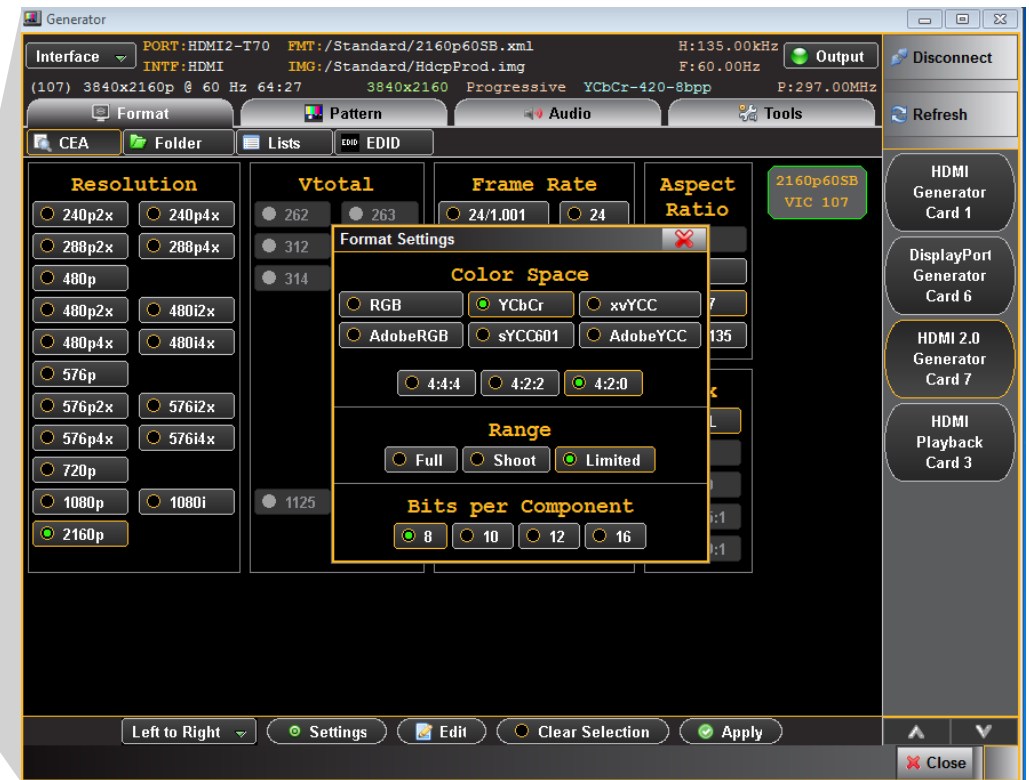 Generator
Interface
PORT:HDMI2-T70 FMT:/Standard/2160p60SB.xml H:135.00kHz
INTF:HDMI IMG:/Standard/HdcpProd.img F:60.00Hz
Output
(107) 3840x2160p @ 60 Hz 64:27 3840x2160 Progressive YCbCr-420-8bpp P:297.00MHz
Disconnect
Refresh
Format Pattern Audio Tools
CEA Folder Lists EDID EDID
Resolution
240p2x 240p4x
288p2x 288p4x
480p
480p2x 480i2x
480p4x 480i4x
576p
576p2x 576i2x
576p4x 576i4x
720p
1080p 1080i
2160p
Vtotal
262 263
312
314
1125
Frame Rate
24/1.001 24
Aspect
Ratio
7
135
k
L
5:1
:1
2160p60SB
VIC 107
Format Settings
Color Space
RGB YCbCr xvYCC
AdobeRGB sYCC601 AdobeYCC
4:4:4 4:2:2 4:2:0
Range
Full Shoot Limited
Bits per Component
8 10 12 16
HDMI
Generator
Card 1
DisplayPort
Generator
Card 6
HDMI 2.0
Generator
Card 7
HDMI
Playback
Card 3
Left to Right Settings Edit Clear Selection Apply
Close